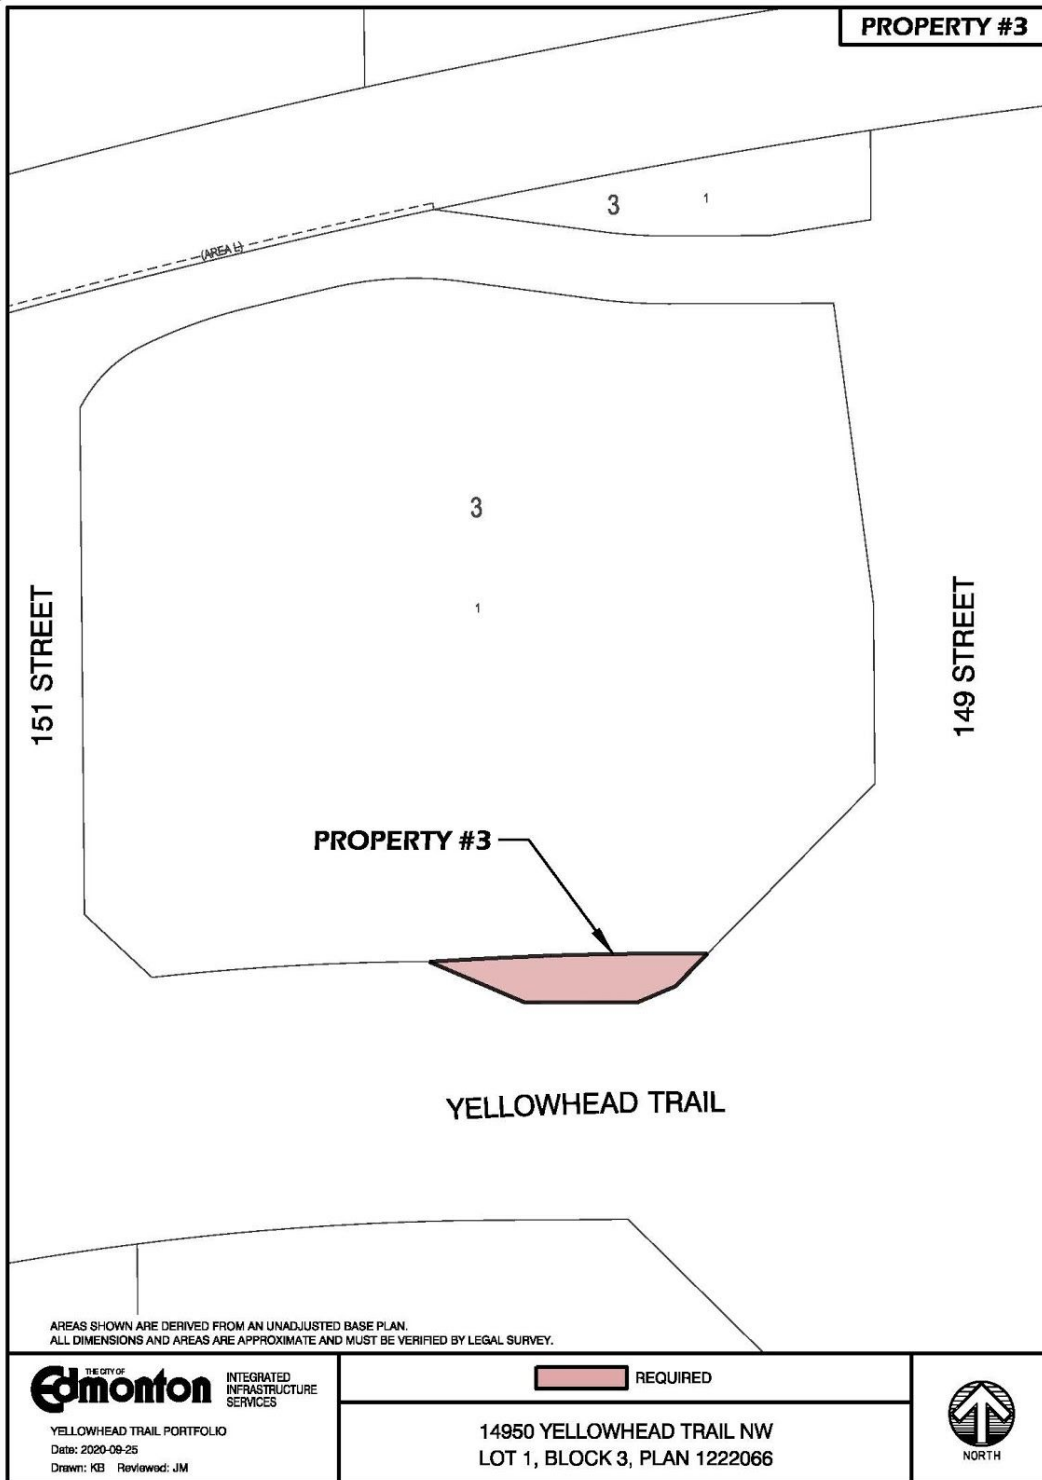 PROPERTY #3
3
1
(AREA L)
3
1
151 STREET
149 STREET
PROPERTY #3
YELLOWHEAD TRAIL
AREAS SHOWN ARE DERIVED FROM AN UNADJUSTED BASE PLAN.
ALL DIMENSIONS AND AREAS ARE APPROXIMATE AND MUST BE VERIFIED BY LEGAL SURVEY.
THE CITY OF
Edmonton
INTEGRATED
INFRASTRUCTURE
SERVICES
YELLOWHEAD TRAIL PORTFOLIO
Date: 2020-09-25
Drawn: KB Reviewed: JM
REQUIRED
14950 YELLOWHEAD TRAIL NW
LOT 1, BLOCK 3, PLAN 1222066
NORTH